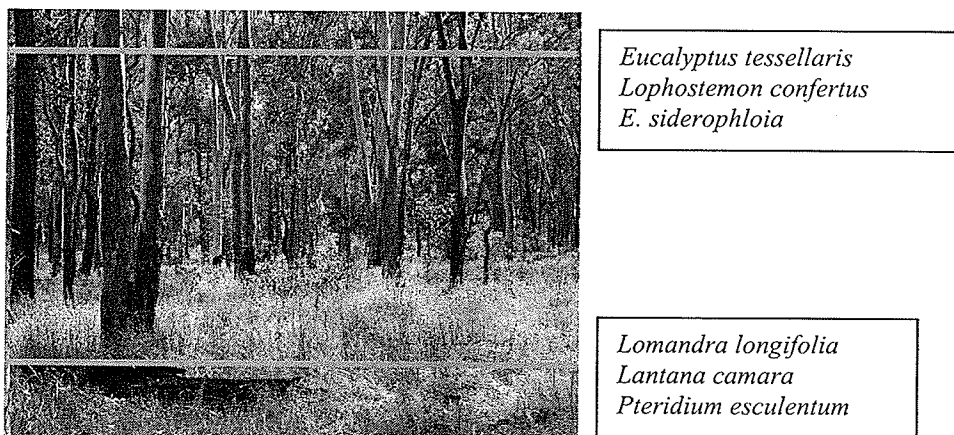 Eucalyptus tessellaris
Lophostemon confertus
E. siderophloia
Lomandra longifolia
Lantana camara
Pteridium esculentum